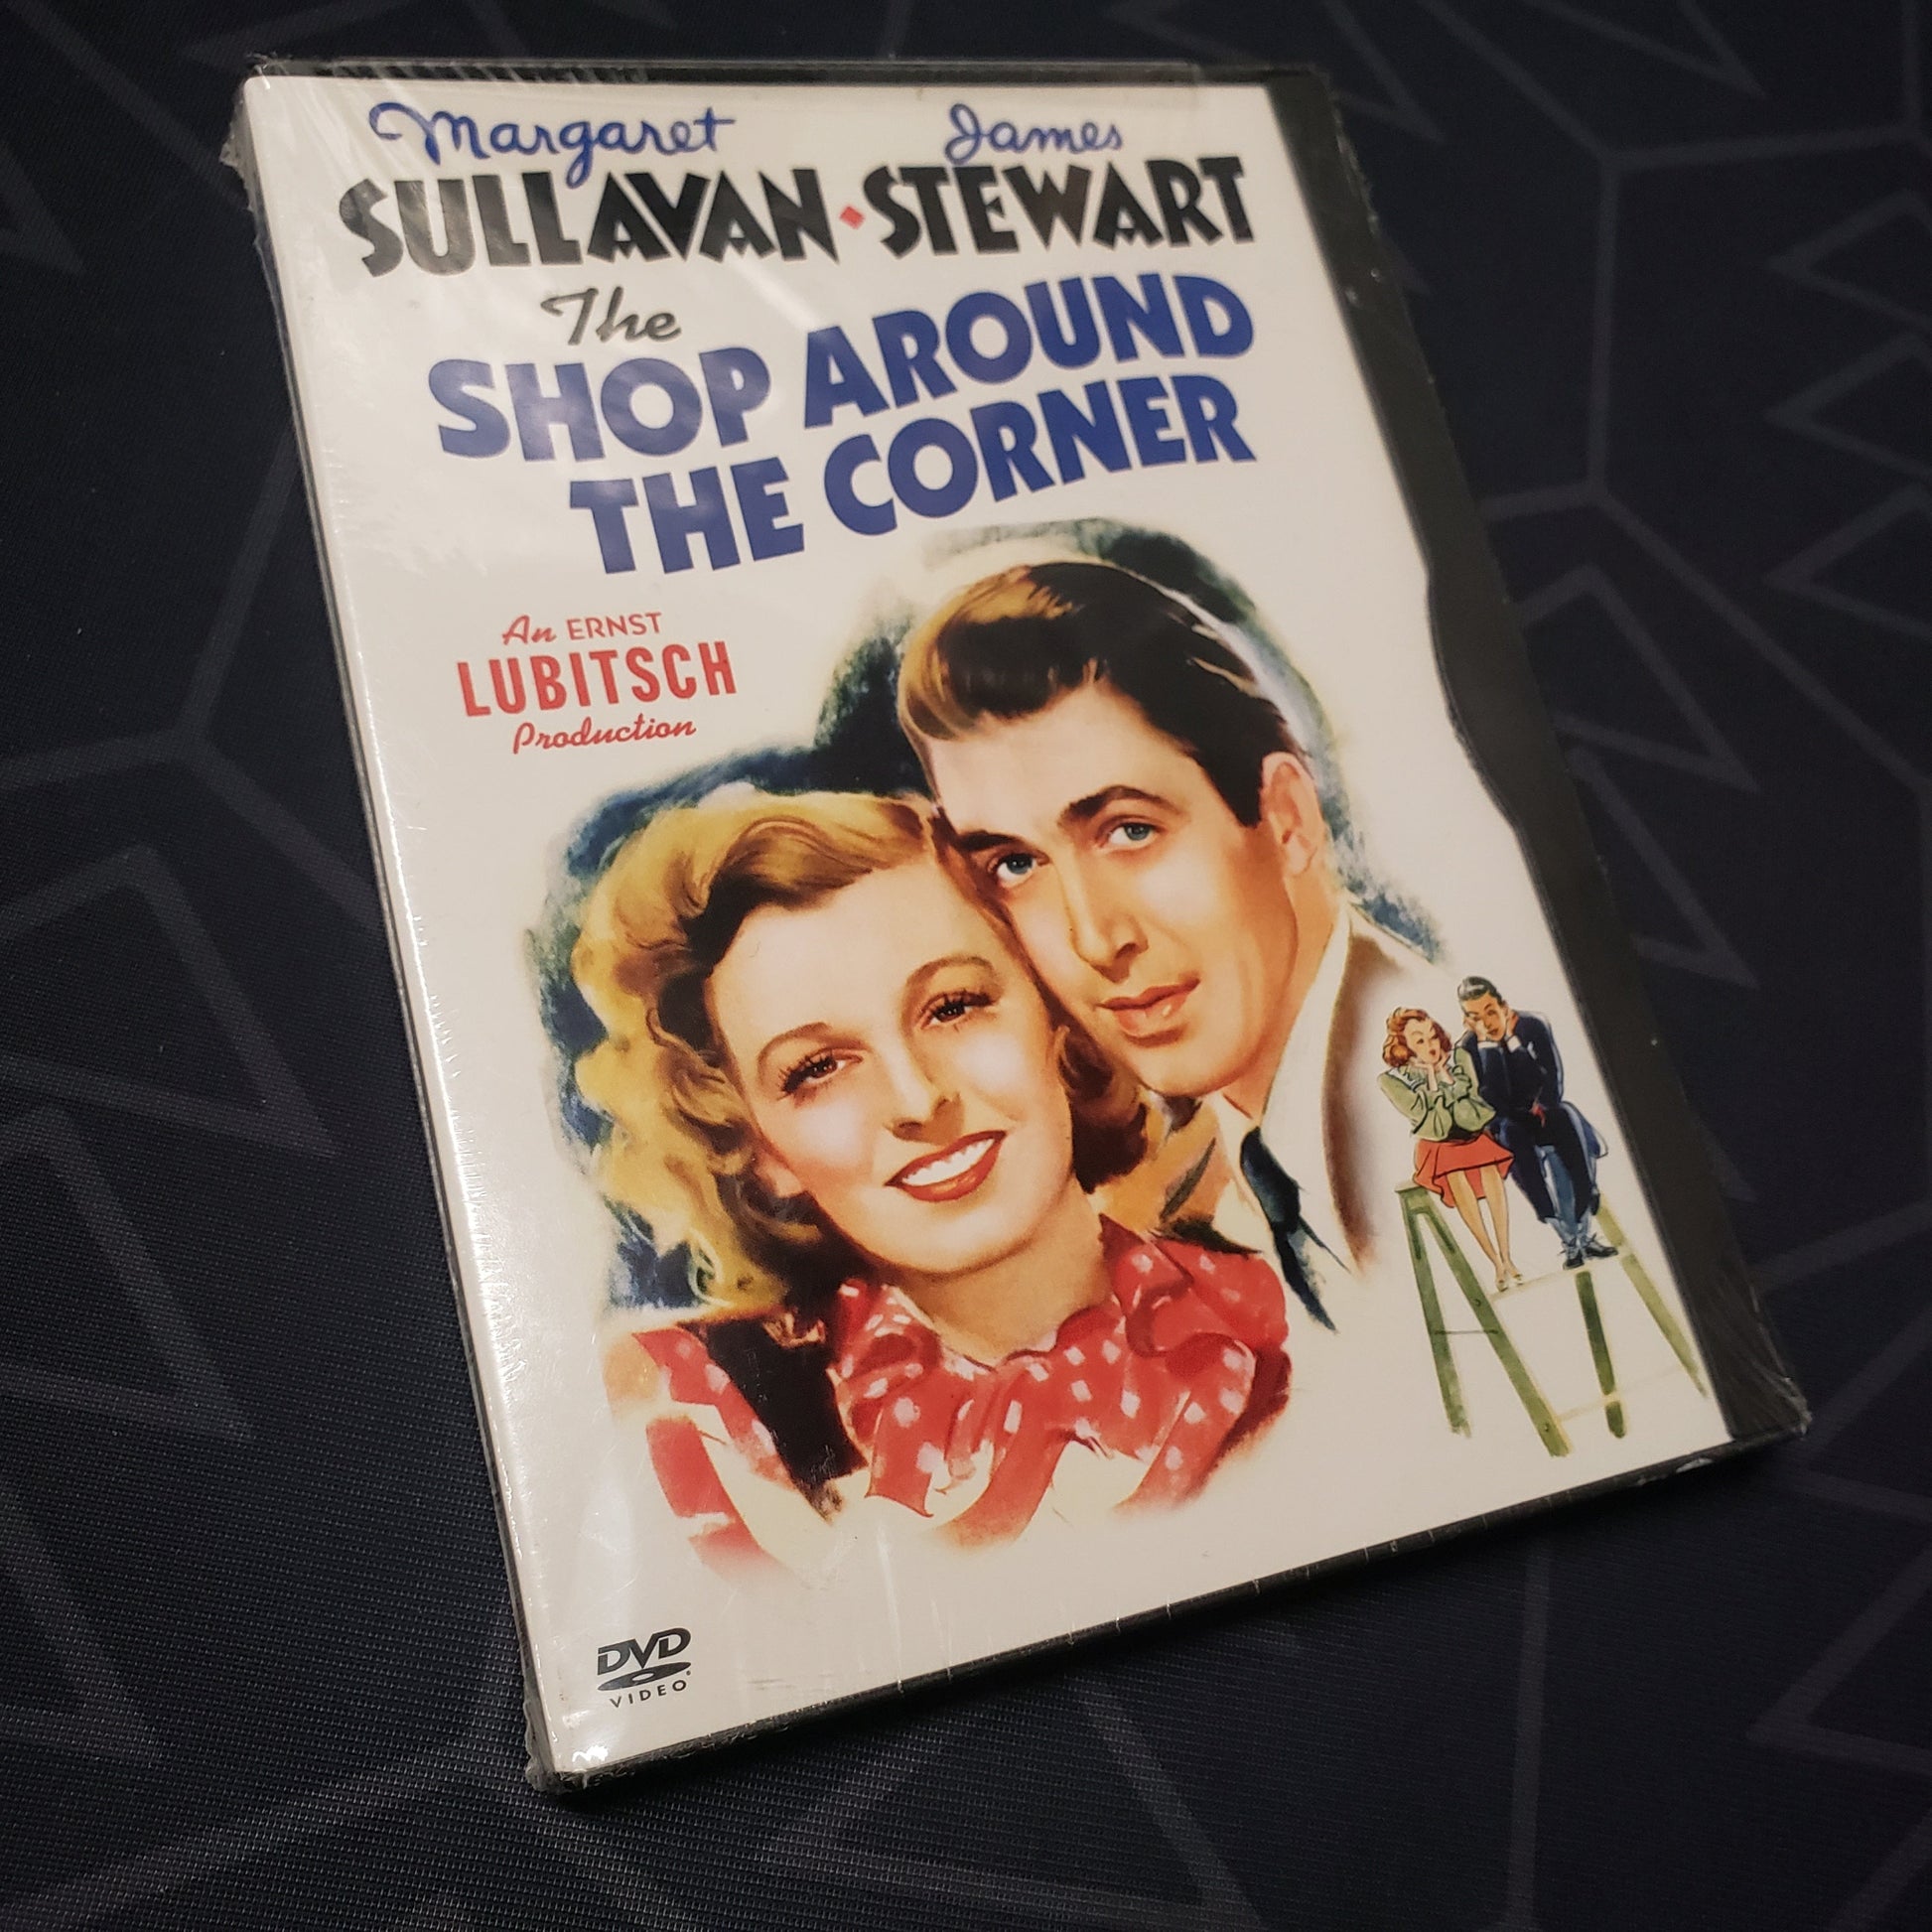 Margaret James
SULLAVAN · STEWART
The
SHOP AROUND
THE CORNER
An ERNST
LUBITSCH
Production
DVD
VIDEO